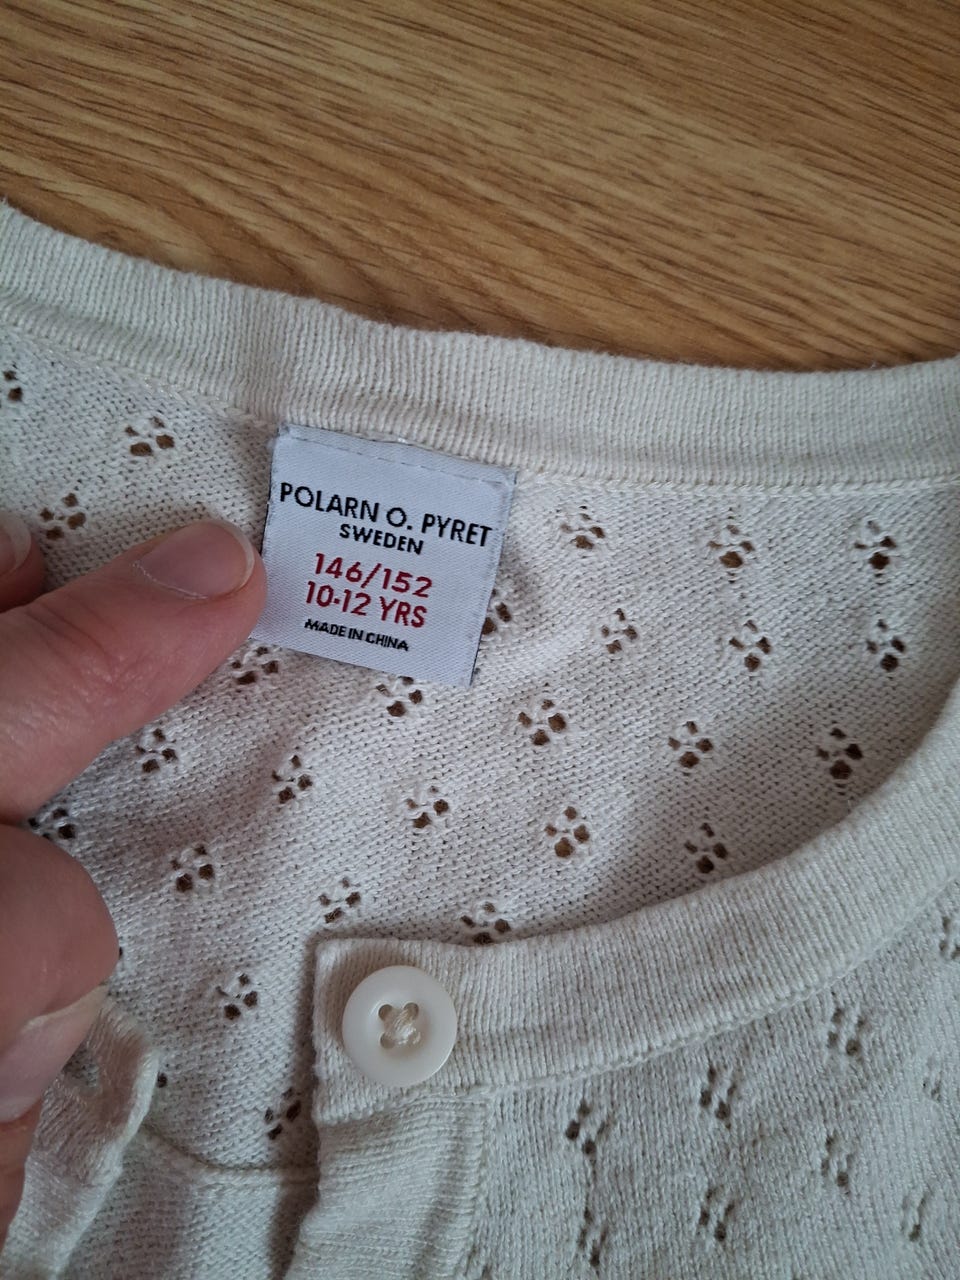 POLARN O. PYRET
SWEDEN
146/152
10-12 YRS
MADE IN CHINA